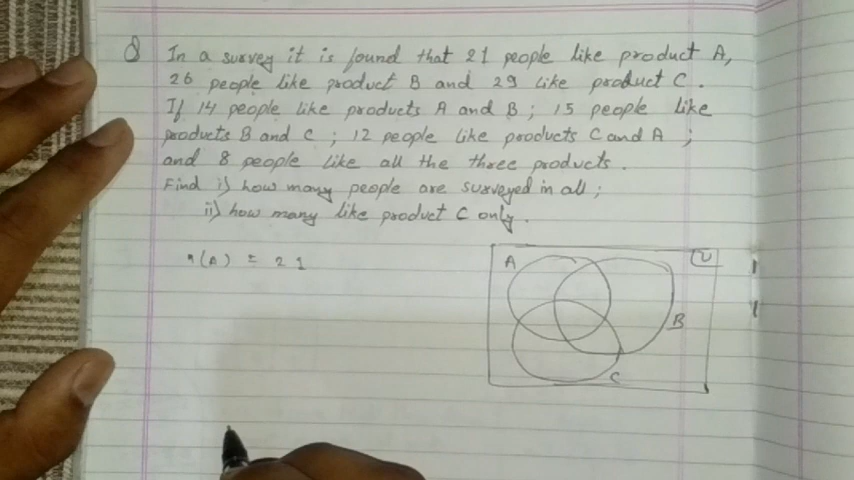 Q In a survey it is found that 21 people like product A,
26 people like product B and 29 like product C.
If 14 people like products A and B ; 15 people like
products B and C ; 12 people like products C and A ;
and 8 people like all the three products.
Find i) how many people are surveyed in all ;
ii) how many like product C only.
n(A) = 21
A
U
B
C